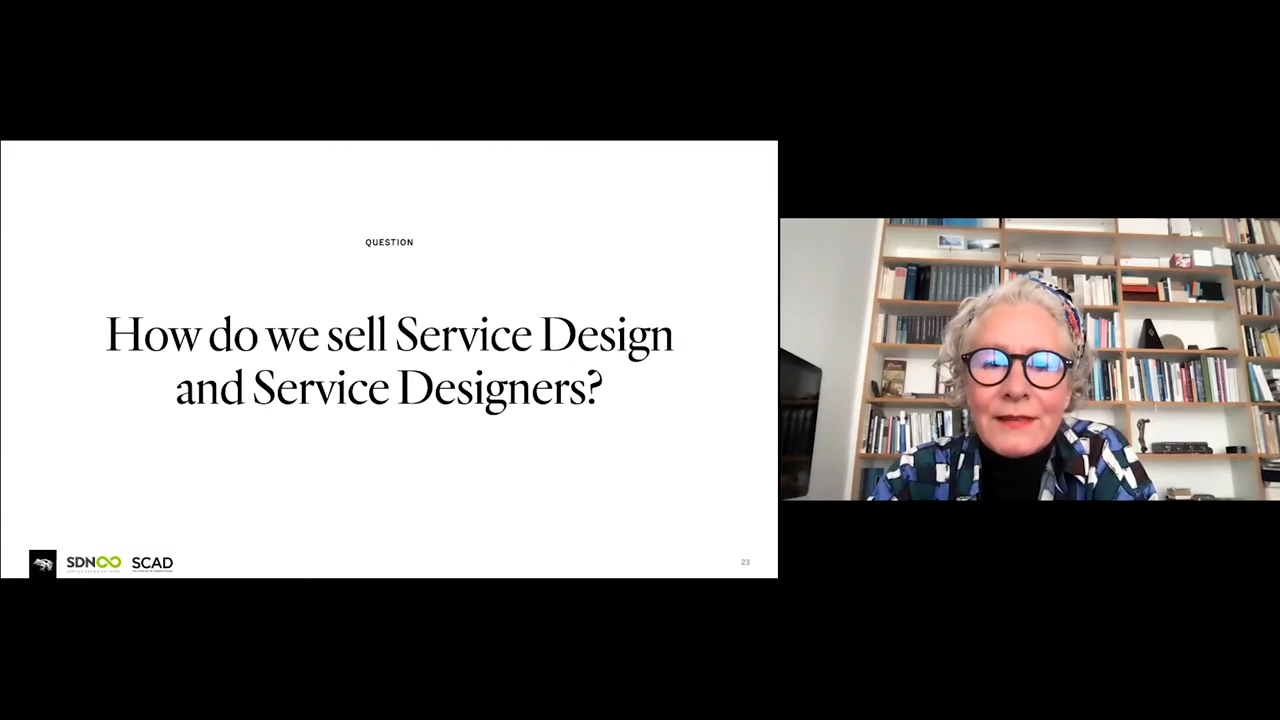 QUESTION
How do we sell Service Design
and Service Designers?
SDN
SCAD
23